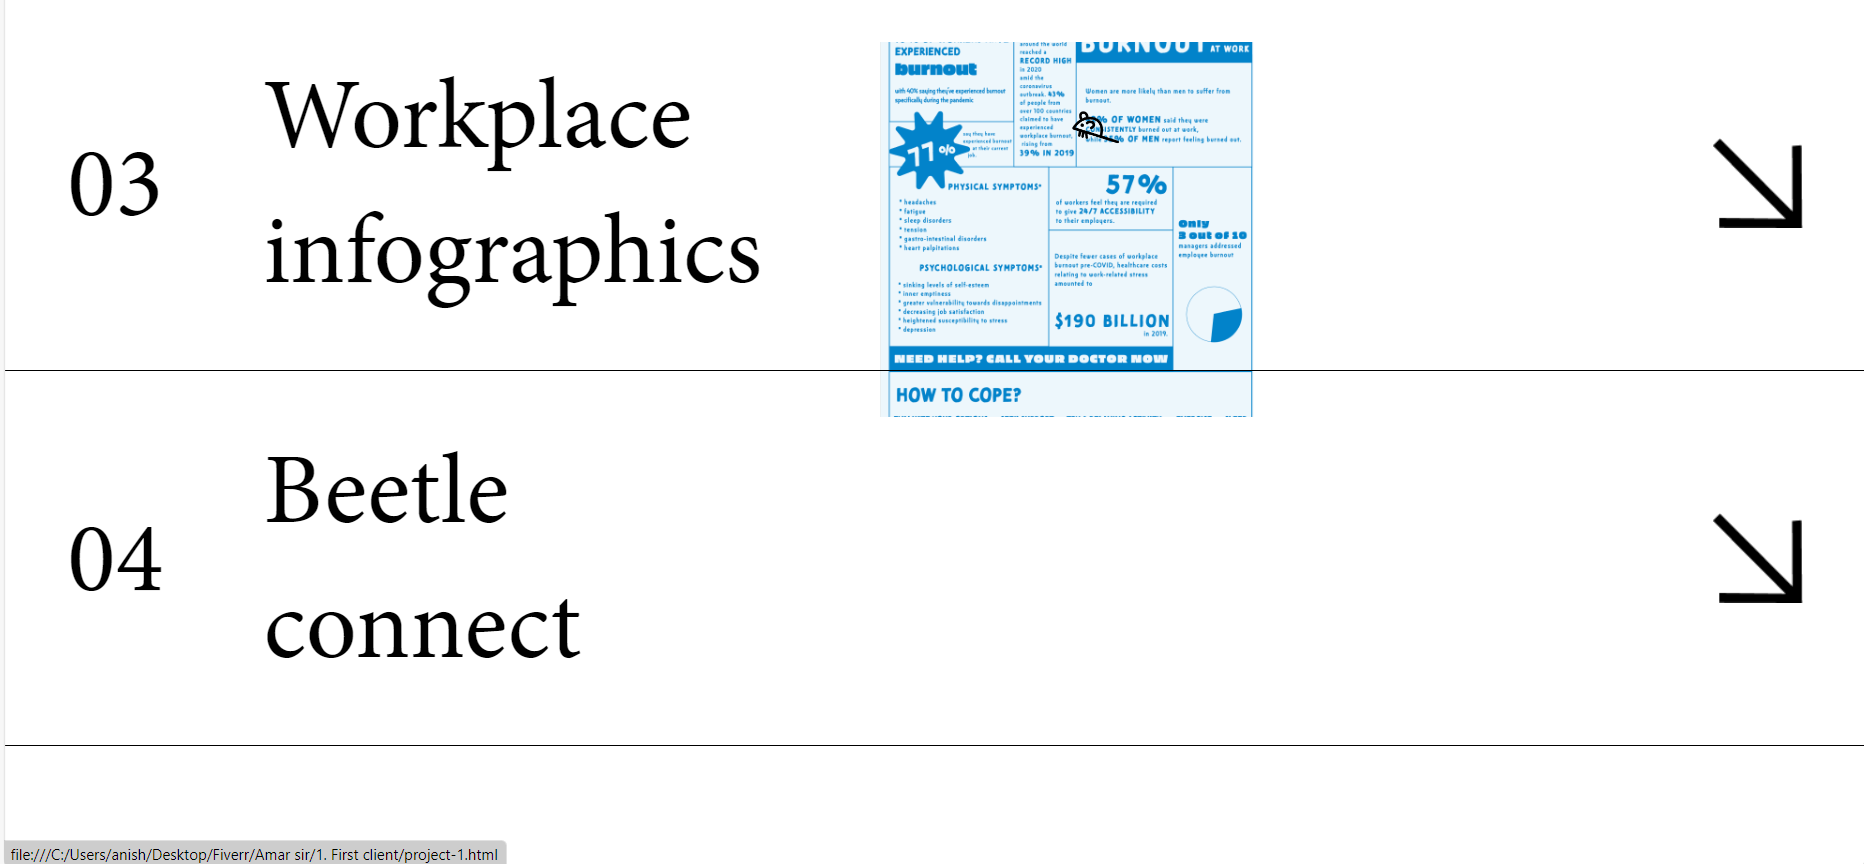 03
Workplace
infographics
EXPERIENCED
burnout
with 40% saying they've experienced burnout
specifically during the pandemic
around the world
reached a
RECORD HIGH
in 2020
amid the
coronavirus
outbreak. 43%
of people from
over 100 countries
claimed to have
experienced
workplace burnout,
rising from
39% IN 2019
BURNOUT AT WORK
Women are more likely than men to suffer from
burnout.
% OF WOMEN said they were
burned out at work,
% OF MEN report feeling burned out.
77%
say they have
experienced burnout
at their current
job.
PHYSICAL SYMPTOMS*
* headaches
* fatigue
* sleep disorders
* tension
* gastro-intestinal disorders
* heart palpitations
PSYCHOLOGICAL SYMPTOMS*
* sinking levels of self-esteem
* inner emptiness
* greater vulnerability towards disappointments
* decreasing job satisfaction
* heightened susceptibility to stress
* depression
57%
of workers feel they are required
to give 24/7 ACCESSIBILITY
to their employers.
Despite fewer cases of workplace
burnout pre-COVID, healthcare costs
relating to work-related stress
amounted to
$190 BILLION
in 2019.
Only
3 out of 10
managers addressed
employee burnout
NEED HELP? CALL YOUR DOCTOR NOW
HOW TO COPE?
04
Beetle
connect
file:///C:/Users/anish/Desktop/Fiverr/Amar sir/1. First client/project-1.html